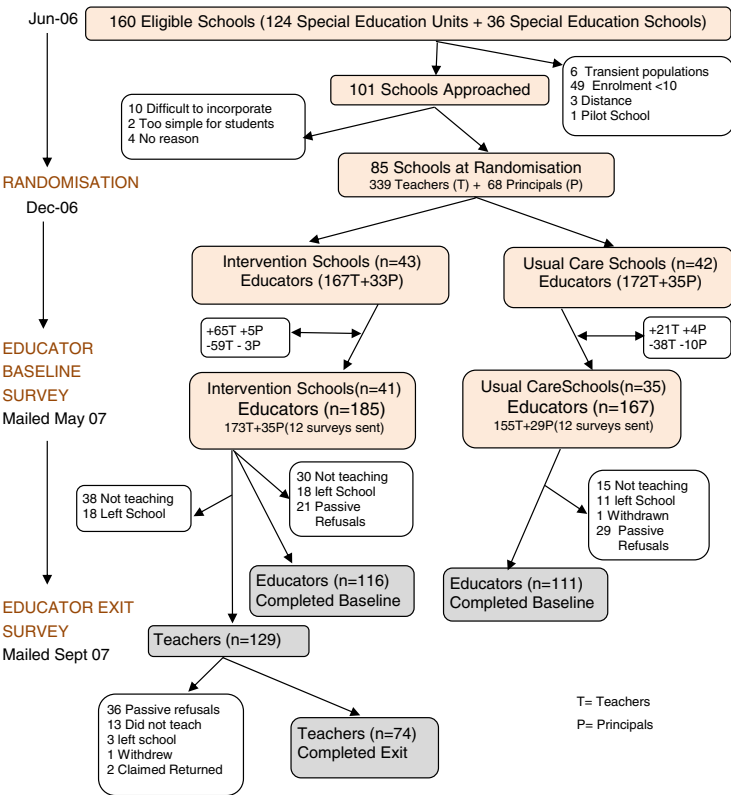 Jun-06
160 Eligible Schools (124 Special Education Units + 36 Special Education Schools)
101 Schools Approached
6 Transient populations
49 Enrolment <10
3 Distance
1 Pilot School
10 Difficult to incorporate
2 Too simple for students
4 No reason
85 Schools at Randomisation
339 Teachers (T) + 68 Principals (P)
RANDOMISATION
Dec-06
Intervention Schools (n=43)
Educators (167T+33P)
Usual Care Schools (n=42)
Educators (172T+35P)
+65T +5P
-59T - 3P
+21T +4P
-38T -10P
EDUCATOR
BASELINE
SURVEY
Mailed May 07
Intervention Schools(n=41)
Educators (n=185)
173T+35P(12 surveys sent)
Usual CareSchools(n=35)
Educators (n=167)
155T+29P(12 surveys sent)
38 Not teaching
18 Left School
30 Not teaching
18 left School
21 Passive
Refusals
15 Not teaching
11 left School
1 Withdrawn
29 Passive
Refusals
Educators (n=116)
Completed Baseline
Educators (n=111)
Completed Baseline
EDUCATOR EXIT
SURVEY
Mailed Sept 07
Teachers (n=129)
36 Passive refusals
13 Did not teach
3 left school
1 Withdrew
2 Claimed Returned
Teachers (n=74)
Completed Exit
T= Teachers
P= Principals